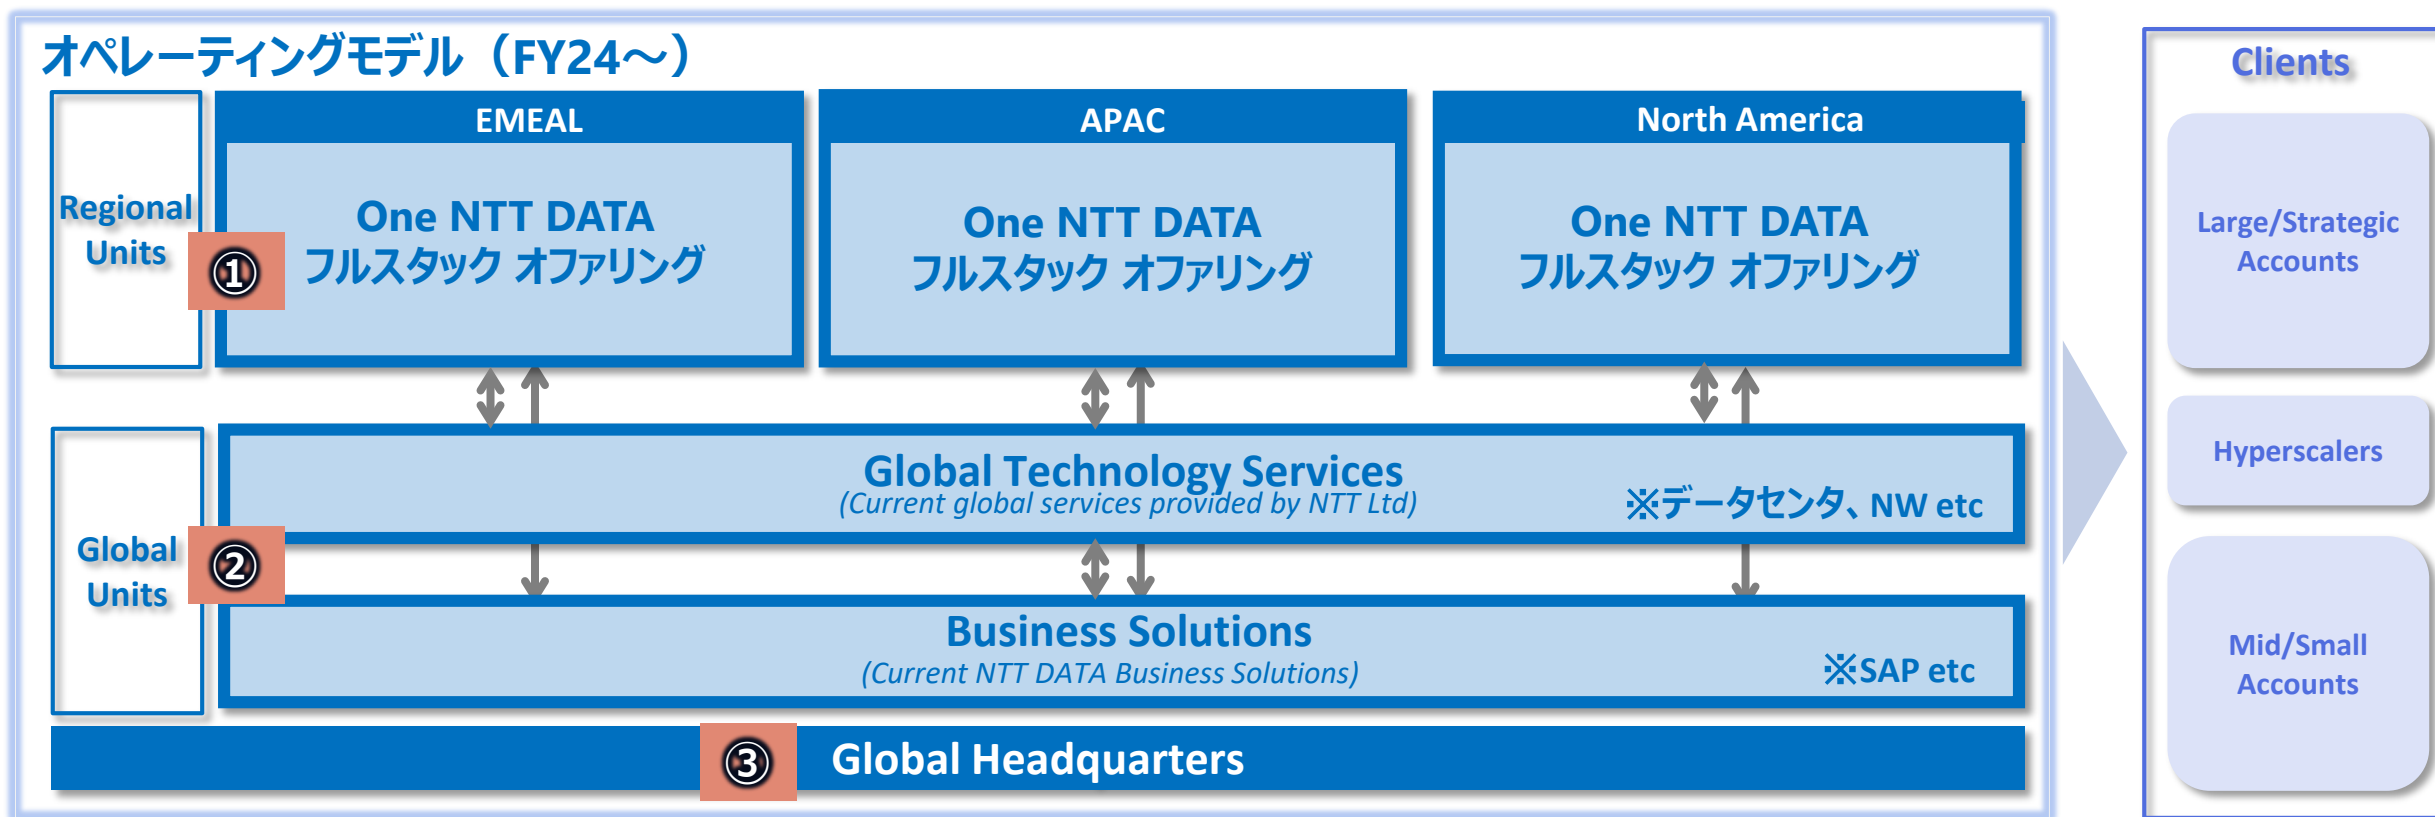 オペレーティングモデル（FY24～）
Regional
Units
①
EMEAL
One NTT DATA
フルスタック オファリング
APAC
One NTT DATA
フルスタック オファリング
North America
One NTT DATA
フルスタック オファリング
Global
Units
②
Global Technology Services
(Current global services provided by NTT Ltd)
※データセンタ、NW etc
Business Solutions
(Current NTT DATA Business Solutions)
※SAP etc
③
Global Headquarters
Clients
Large/Strategic
Accounts
Hyperscalers
Mid/Small
Accounts